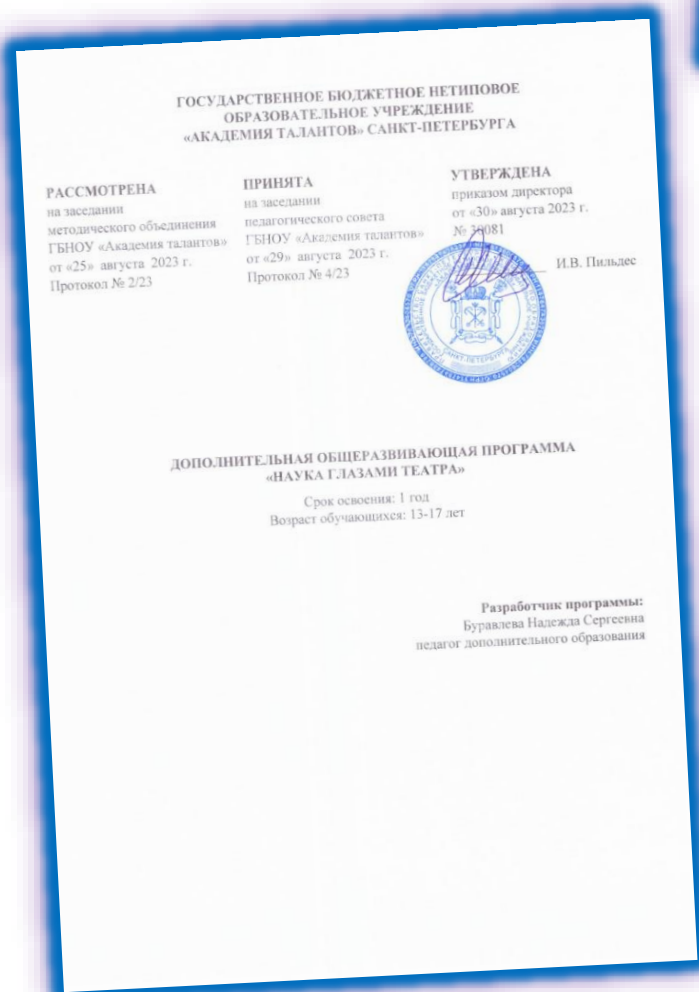 ГОСУДАРСТВЕННОЕ БЮДЖЕТНОЕ НЕТИПОВОЕ
ОБРАЗОВАТЕЛЬНОЕ УЧРЕЖДЕНИЕ
«АКАДЕМИЯ ТАЛАНТОВ» САНКТ-ПЕТЕРБУРГА
РАССМОТРЕНА
на заседании
методического объединения
ГБНОУ «Академия талантов»
от «25» августа 2023 г.
Протокол № 2/23
ПРИНЯТА
на заседании
педагогического совета
ГБНОУ «Академия талантов»
от «29» августа 2023 г.
Протокол № 4/23
УТВЕРЖДЕНА
приказом директора
от «30» августа 2023 г.
№
И.В. Пильдес
САНКТ-ПЕТЕРБУРГА
ДОПОЛНИТЕЛЬНАЯ ОБЩЕРАЗВИВАЮЩАЯ ПРОГРАММА
«НАУКА ГЛАЗАМИ ТЕАТРА»
Срок освоения: 1 год
Возраст обучающихся: 13-17 лет
Разработчик программы:
Буравлева Надежда Сергеевна
педагог дополнительного образования